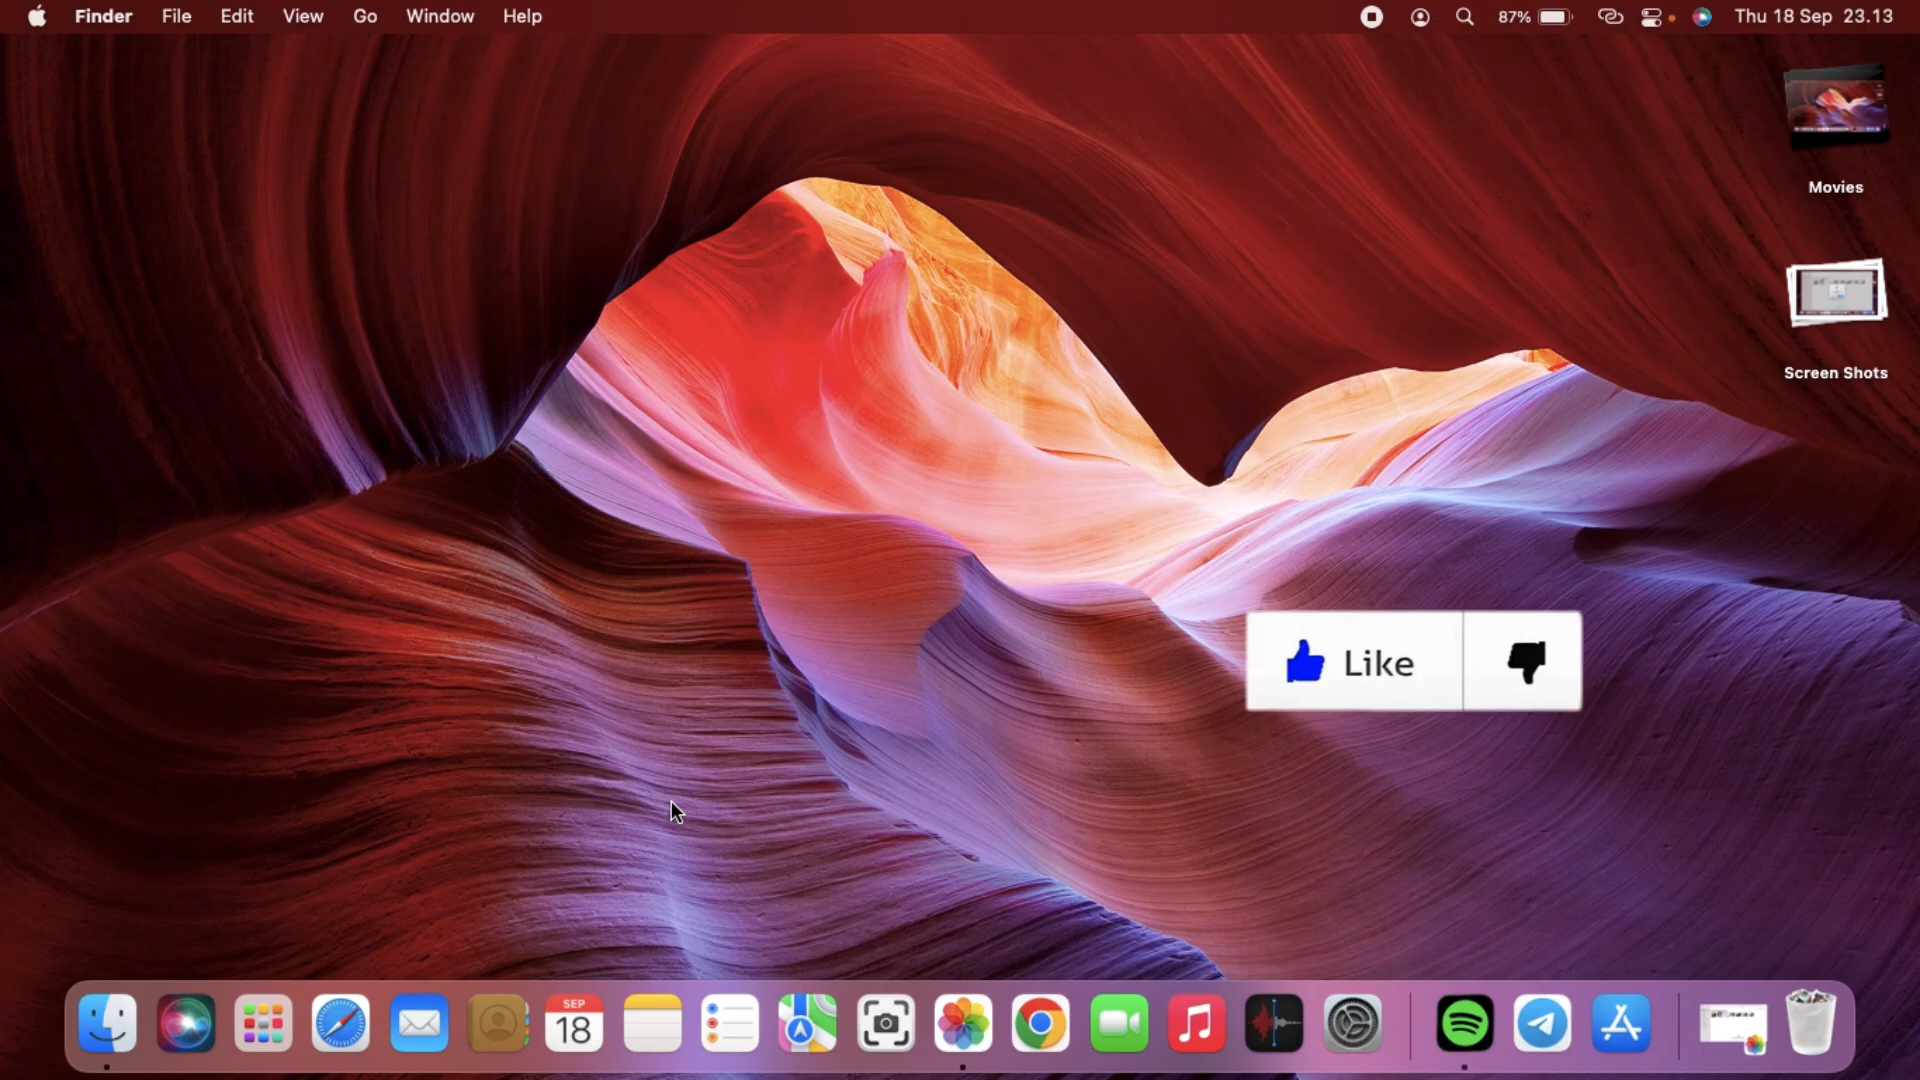 Finder File Edit View Go Window Help 87% Thu 18 Sep 23.13
Movies
Screen Shots
Like
SEP
18